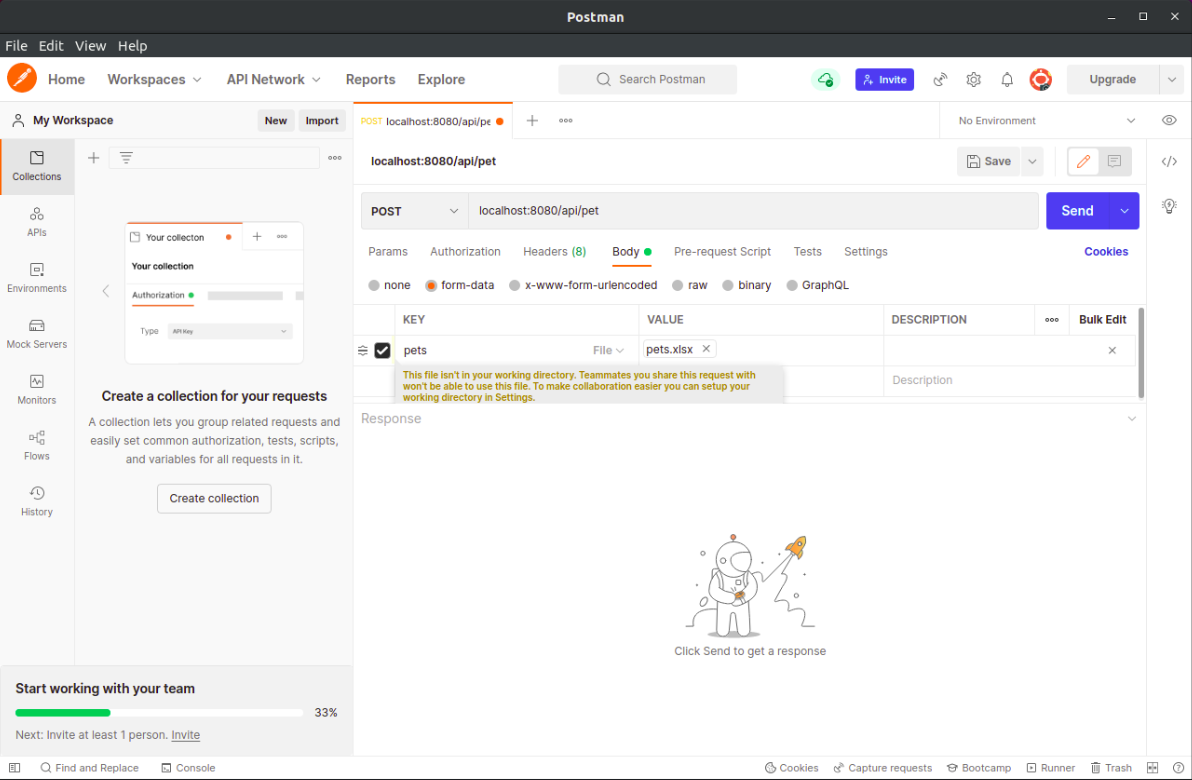 Postman
File Edit View Help
Home Workspaces API Network Reports Explore Search Postman Invite Upgrade
My Workspace New Import
POST localhost:8080/api/pe No Environment
Collections
APIs
Environments
Mock Servers
Monitors
Flows
History
Your collecton
Your collection
Authorization
Type API Key
Create a collection for your requests
A collection lets you group related requests and
easily set common authorization, tests, scripts,
and variables for all requests in it.
Create collection
Start working with your team
33%
Next: Invite at least 1 person. Invite
localhost:8080/api/pet Save
POST localhost:8080/api/pet Send
Params Authorization Headers (8) Body Pre-request Script Tests Settings Cookies
none form-data x-www-form-urlencoded raw binary GraphQL
KEY VALUE DESCRIPTION Bulk Edit
pets File pets.xlsx
This file isn't in your working directory. Teammates you share this request with
won't be able to use this file. To make collaboration easier you can setup your
working directory in Settings.
Description
Response
Click Send to get a response
Find and Replace Console Cookies Capture requests Bootcamp Runner Trash